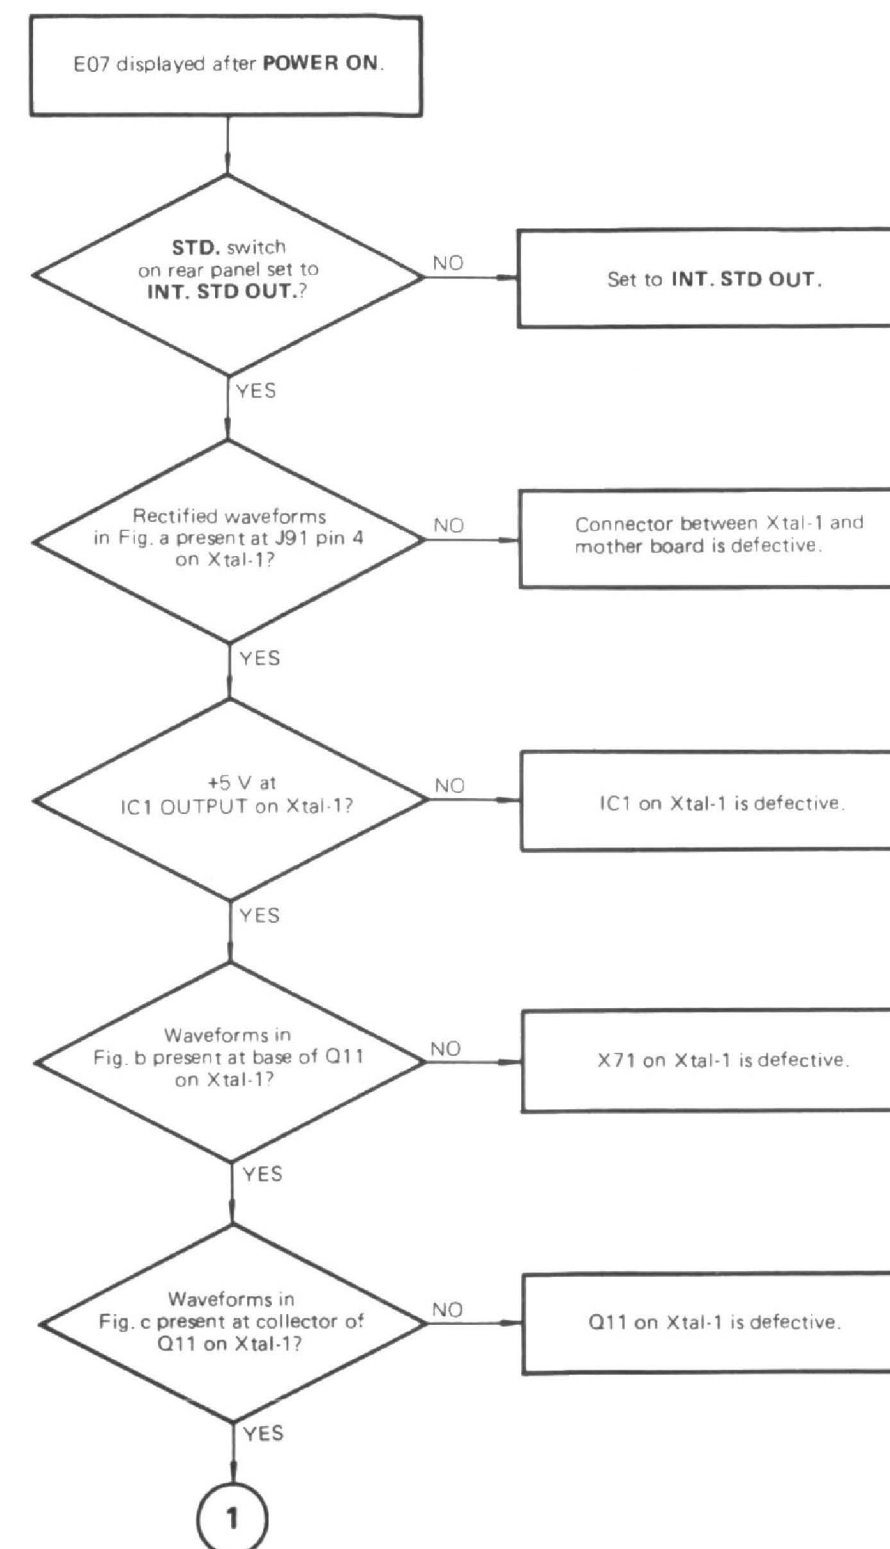 E07 displayed after POWER ON.
STD. switch
on rear panel set to
INT. STD OUT.?
NO
Set to INT. STD OUT.
YES
Rectified waveforms
in Fig. a present at J91 pin 4
on Xtal-1?
NO
Connector between Xtal-1 and
mother board is defective.
YES
+5 V at
IC1 OUTPUT on Xtal-1?
NO
IC1 on Xtal-1 is defective.
YES
Waveforms in
Fig. b present at base of Q11
on Xtal-1?
NO
X71 on Xtal-1 is defective.
YES
Waveforms in
Fig. c present at collector of
Q11 on Xtal-1?
NO
Q11 on Xtal-1 is defective.
YES
1